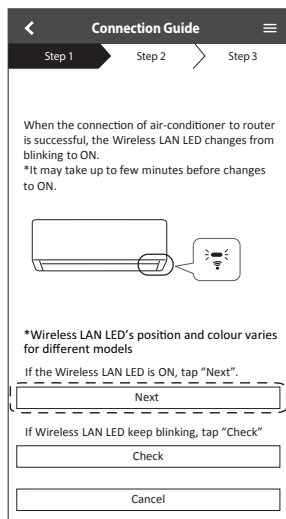 Connection Guide
Step 1
Step 2
Step 3
When the connection of air-conditioner to router
is successful, the Wireless LAN LED changes from
blinking to ON.
*It may take up to few minutes before changes
to ON.
*Wireless LAN LED's position and colour varies
for different models
If the Wireless LAN LED is ON, tap “Next”.
Next
If Wireless LAN LED keep blinking, tap “Check”
Check
Cancel